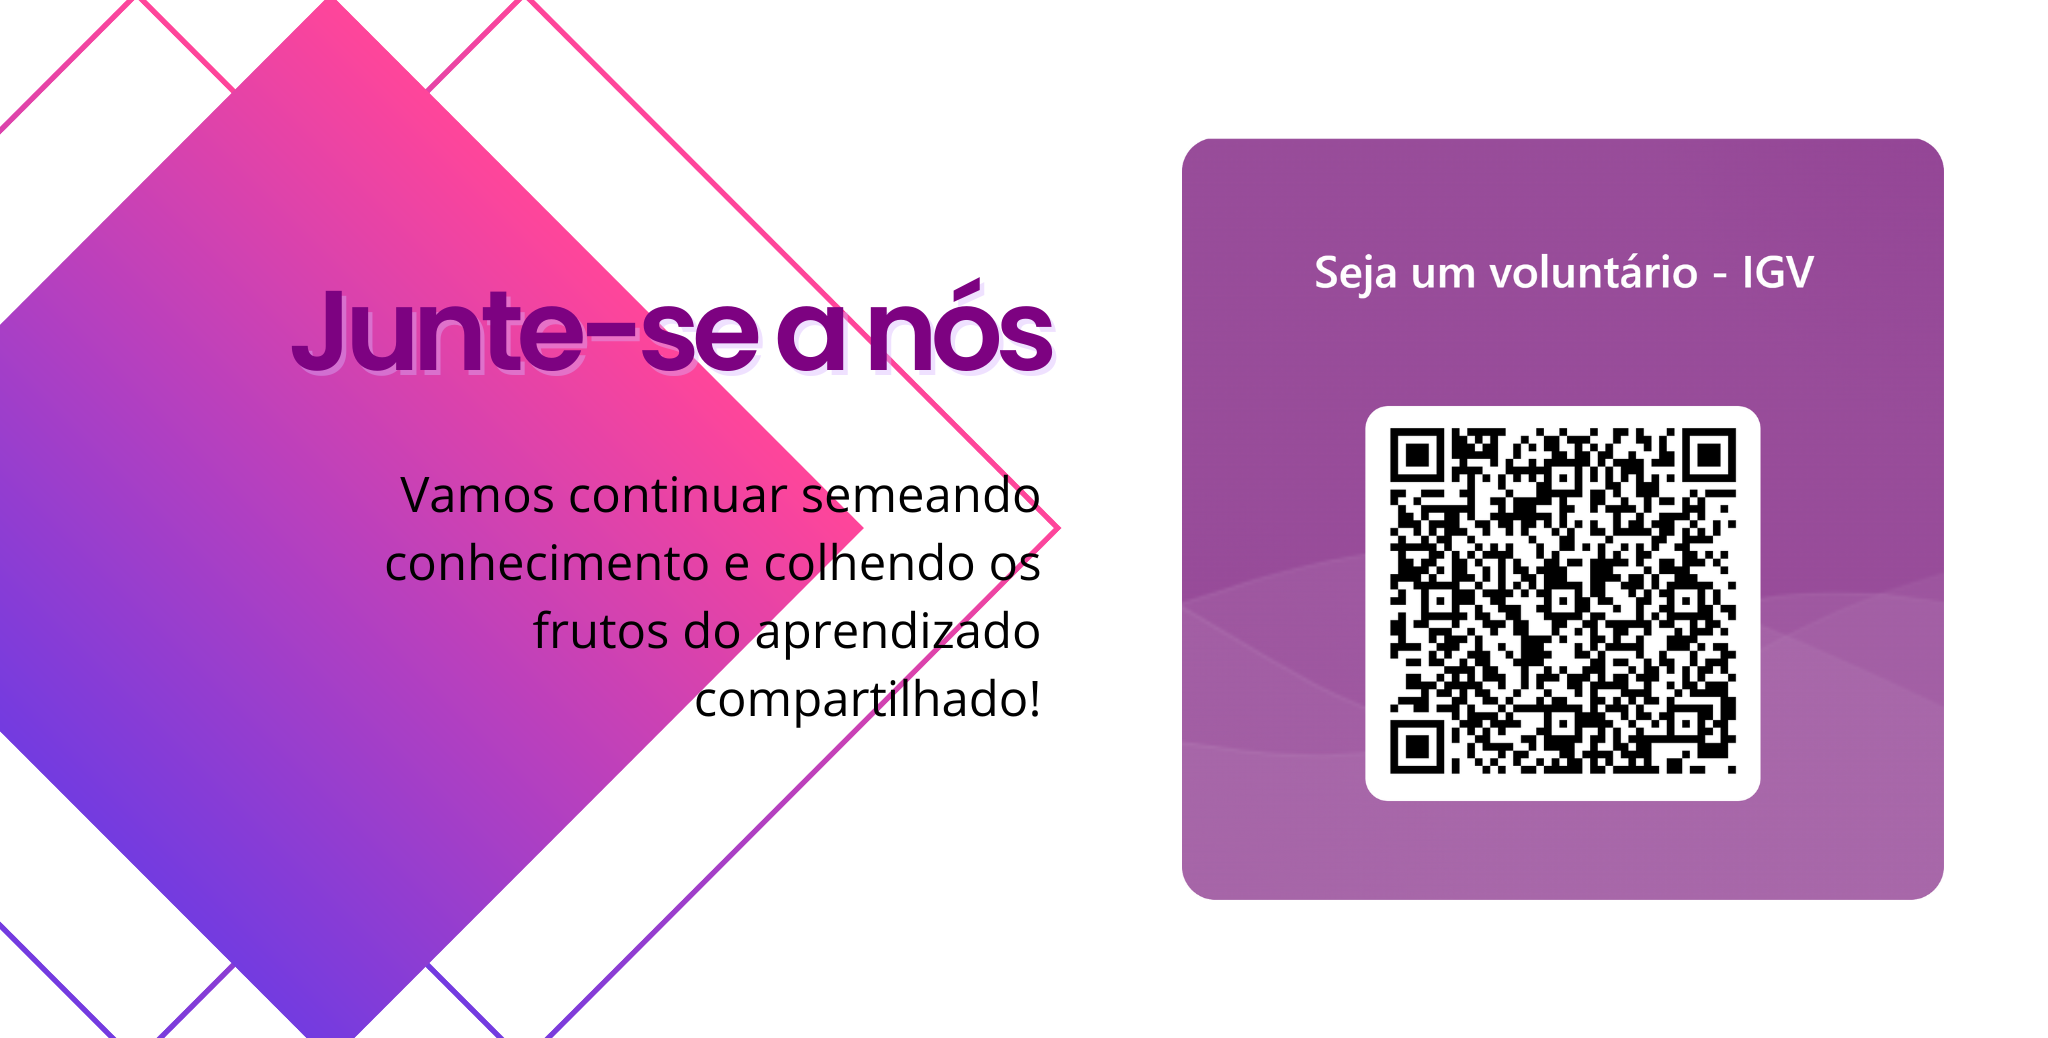 Junte-se a nós
Vamos continuar semeando
conhecimento e colhendo os
frutos do aprendizado
compartilhado!
Seja um voluntário - IGV